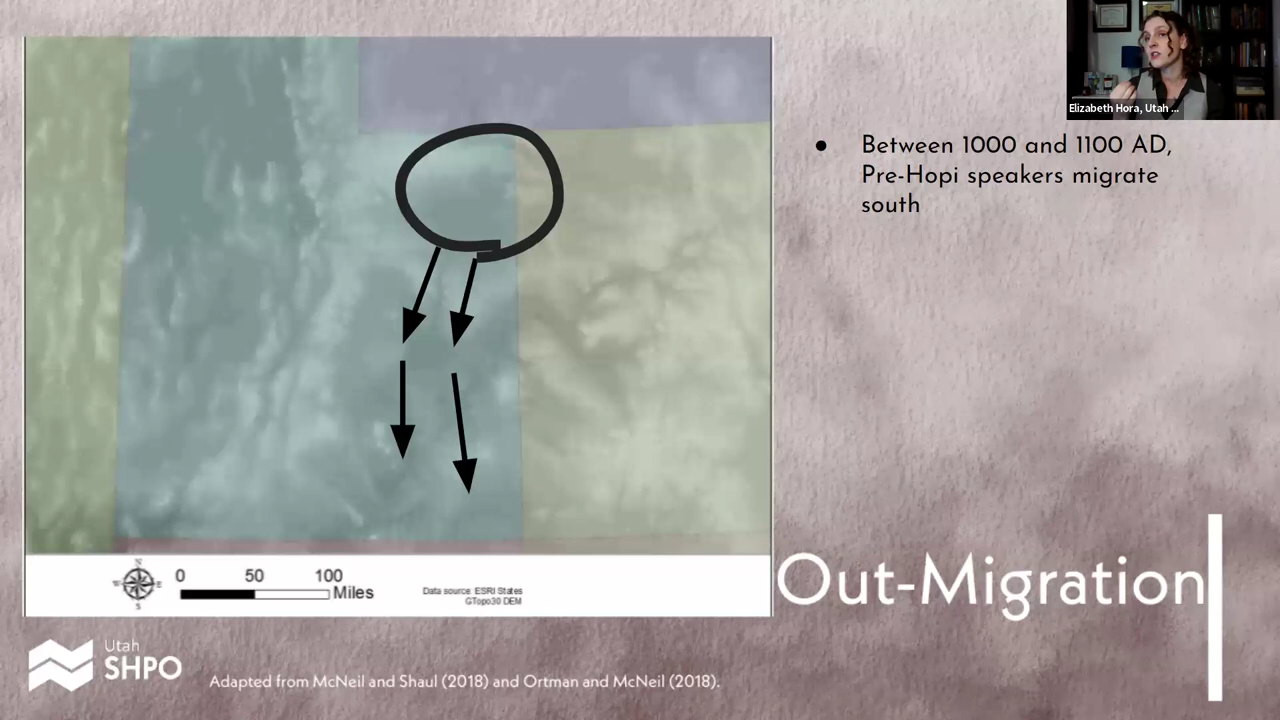 Elizabeth Hora, Utah ...
● Between 1000 and 1100 AD,
Pre-Hopi speakers migrate
south
N
W E
S
0 50 100
Miles
Data source: ESRI States
GTopo30 DEM
Out-Migration
Utah
SHPO
Adapted from McNeil and Shaul (2018) and Ortman and McNeil (2018).